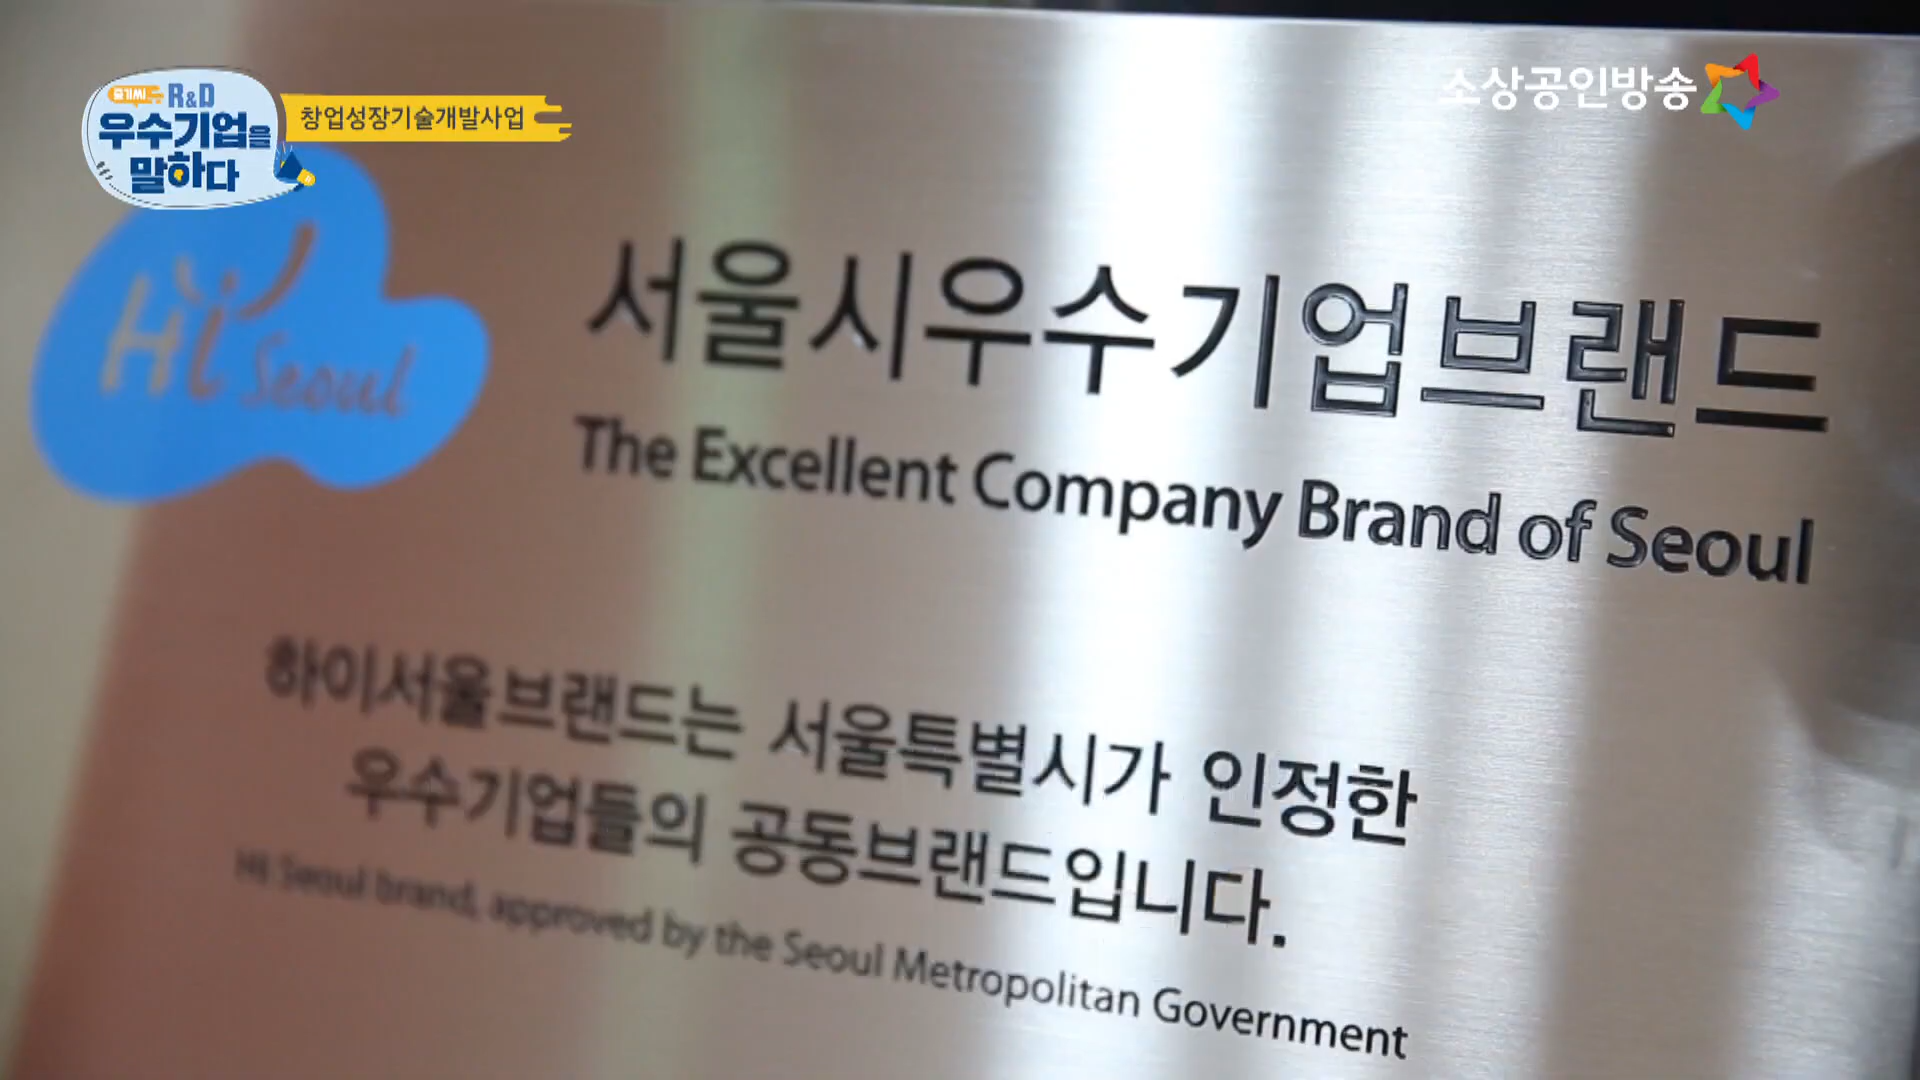 R&D
우수기업을
말하다
창업성장기술개발사업
소상공인방송
Hi Seoul
서울시우수기업브랜드
The Excellent Company Brand of Seoul
하이서울브랜드는 서울특별시가 인정한
우수기업들의 공동브랜드입니다.
Hi Seoul brand, approved by the Seoul Metropolitan Government